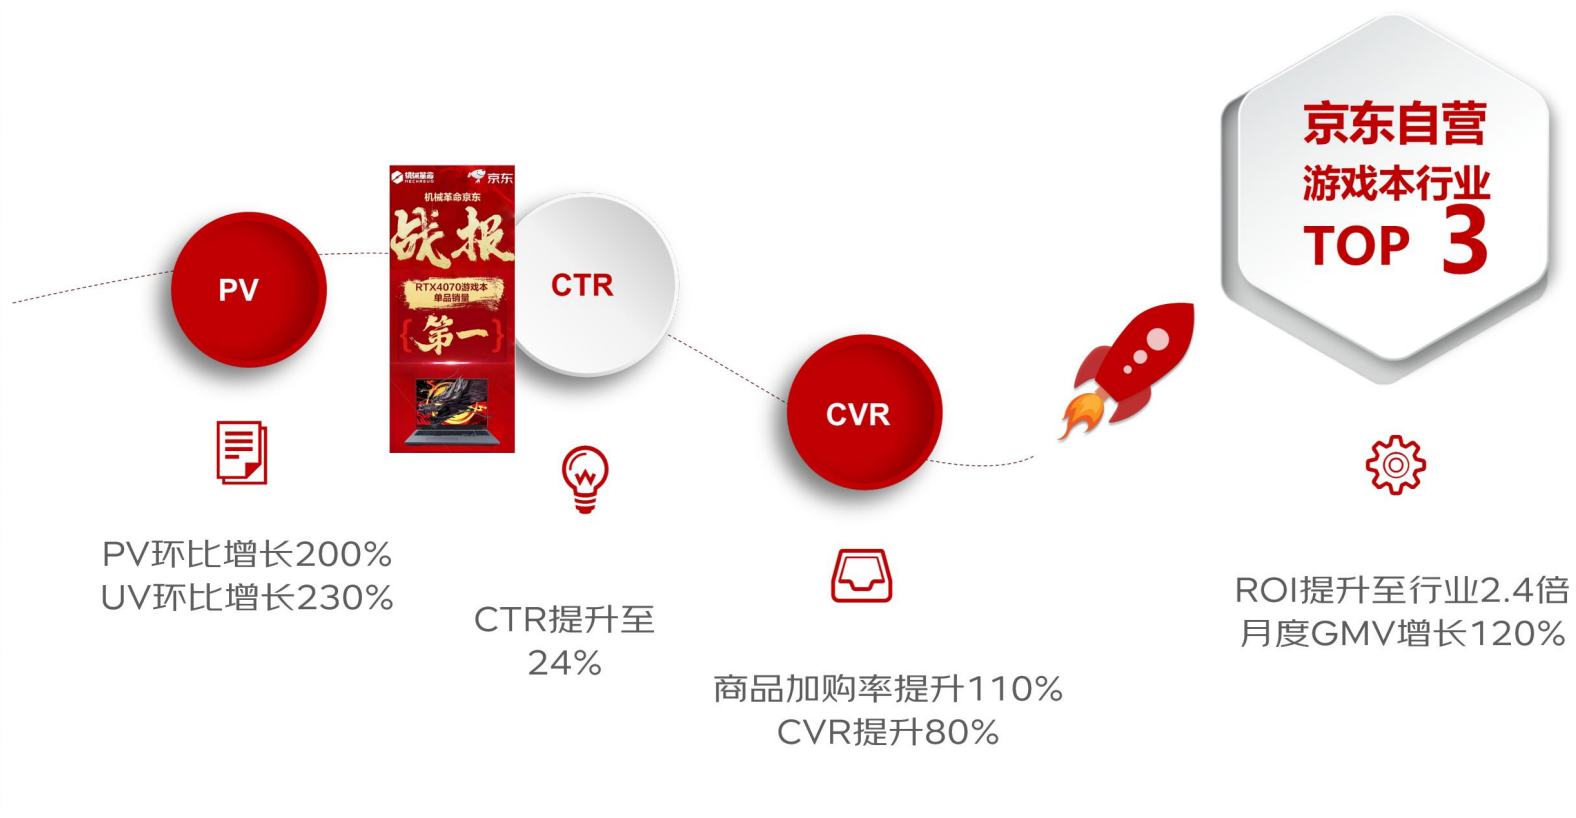 PV
PV环比增长200%
UV环比增长230%
机械革命
MECHREVO
京东
机械革命京东
战报
RTX4070游戏本
单品销量
{第一}
CTR
CTR提升至
24%
CVR
商品加购率提升110%
CVR提升80%
京东自营
游戏本行业
TOP 3
ROI提升至行业2.4倍
月度GMV增长120%